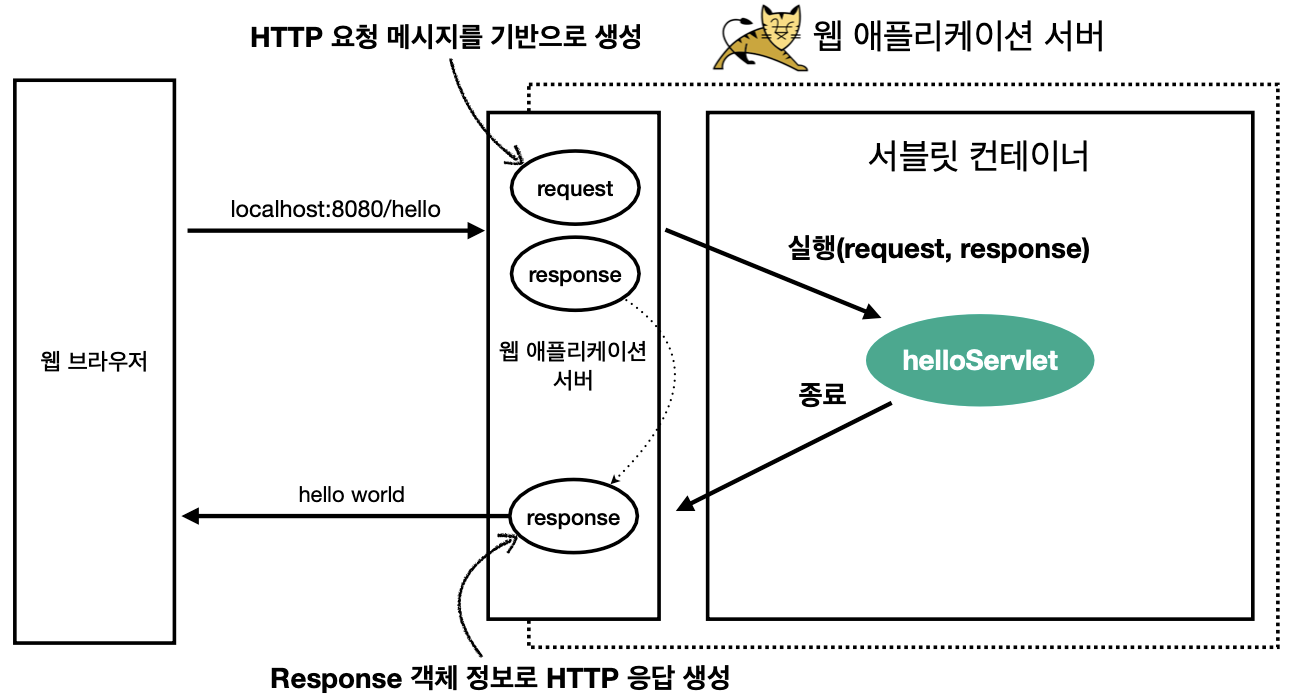 HTTP 요청 메시지를 기반으로 생성
웹 애플리케이션 서버
서블릿 컨테이너
request
localhost:8080/hello
실행(request, response)
response
웹 브라우저
웹 애플리케이션
서버
helloServlet
종료
hello world
response
Response 객체 정보로 HTTP 응답 생성